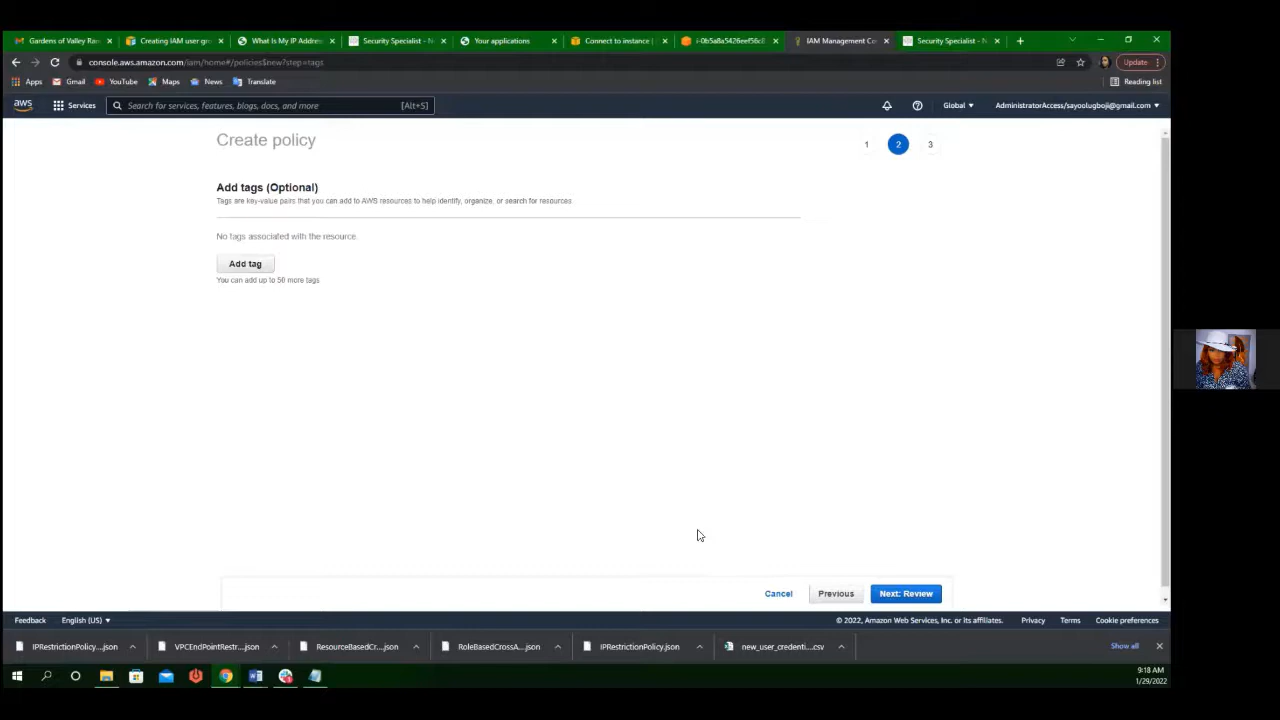 Gardens of Valley Ran
Creating IAM user gr
What Is My IP Address
Security Specialist - N
Your applications
Connect to instance |
i-0b5a8a5426eef56c8
IAM Management Co
Security Specialist - N
console.aws.amazon.com/iam/home#/policies$new?step=tags
Update
Apps
Gmail
YouTube
Maps
News
Translate
Reading list
aws
Services
Search for services, features, blogs, docs, and more
[Alt+S]
Global
AdministratorAccess/sayoolugboji@gmail.com
Create policy
1
2
3
Add tags (Optional)
Tags are key-value pairs that you can add to AWS resources to help identify, organize, or search for resources
No tags associated with the resource.
Add tag
You can add up to 50 more tags
Cancel
Previous
Next: Review
Feedback
English (US)
© 2022, Amazon Web Services, Inc. or its affiliates.
Privacy
Terms
Cookie preferences
IPRestrictionPolicy....json
VPCEndPointRestr....json
ResourceBasedCr....json
RoleBasedCrossA....json
IPRestrictionPolicy.json
new_user_credenti....csv
Show all
9:18 AM
1/29/2022